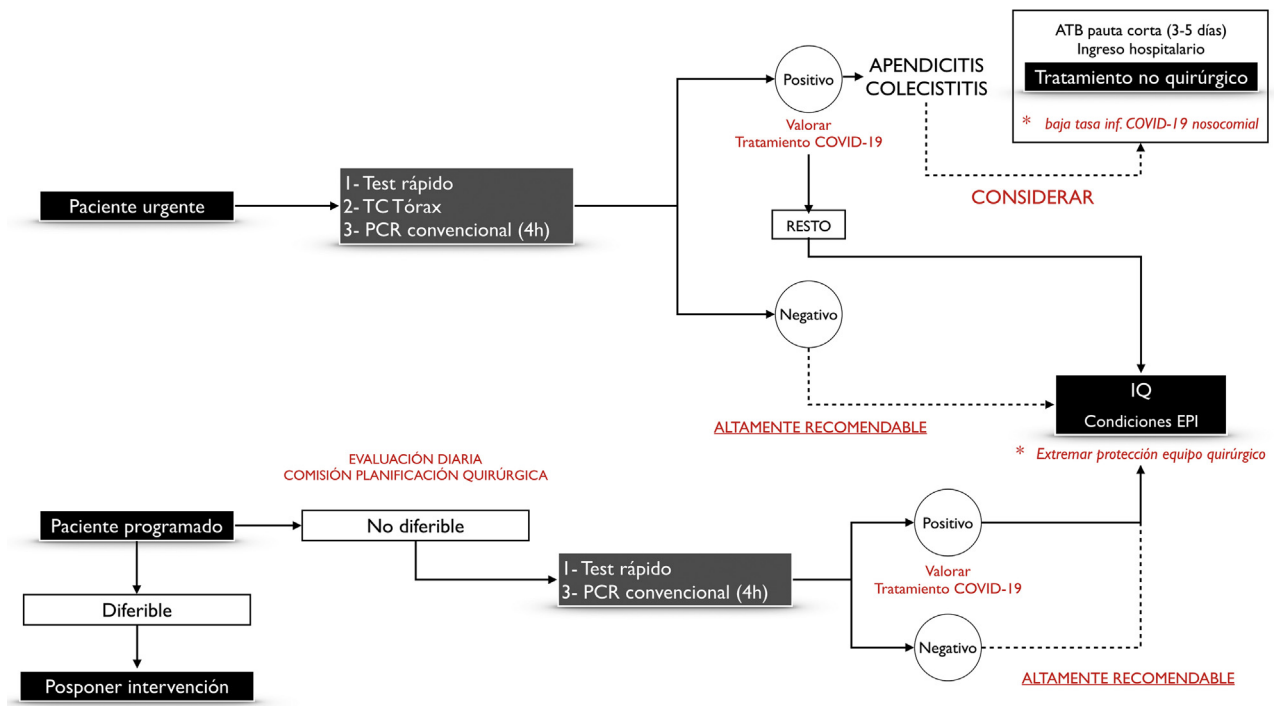 Paciente urgente
1- Test rápido
2- TC Tórax
3- PCR convencional (4h)
Positivo
Valorar
Tratamiento COVID-19
APENDICITIS
COLECISTITIS
ATB pauta corta (3-5 días)
Ingreso hospitalario
Tratamiento no quirúrgico
* baja tasa inf. COVID-19 nosocomial
CONSIDERAR
RESTO
Negativo
ALTAMENTE RECOMENDABLE
IQ
Condiciones EPI
* Extremar protección equipo quirúrgico
EVALUACIÓN DIARIA
COMISIÓN PLANIFICACIÓN QUIRÚRGICA
Paciente programado
No diferible
Diferible
Posponer intervención
1- Test rápido
3- PCR convencional (4h)
Positivo
Valorar
Tratamiento COVID-19
Negativo
ALTAMENTE RECOMENDABLE